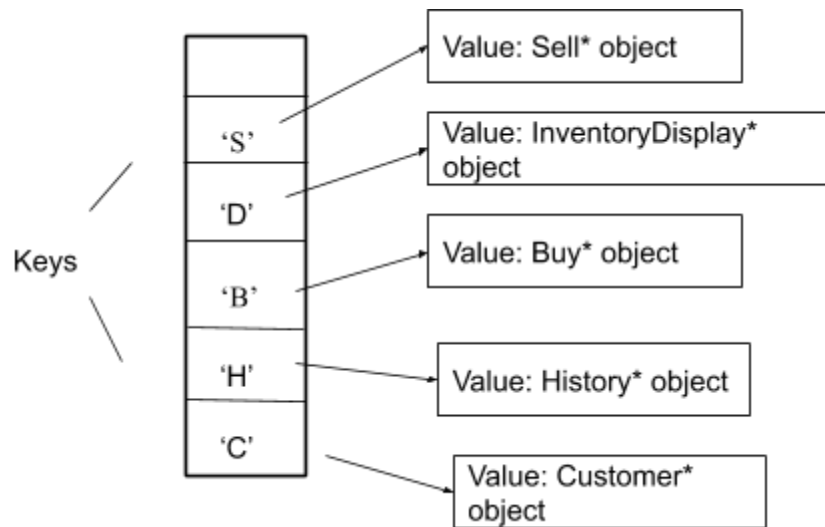 Value: Sell* object
‘S’
Value: InventoryDisplay*
object
‘D’
Value: Buy* object
Keys
‘B’
Value: History* object
‘H’
‘C’
Value: Customer*
object